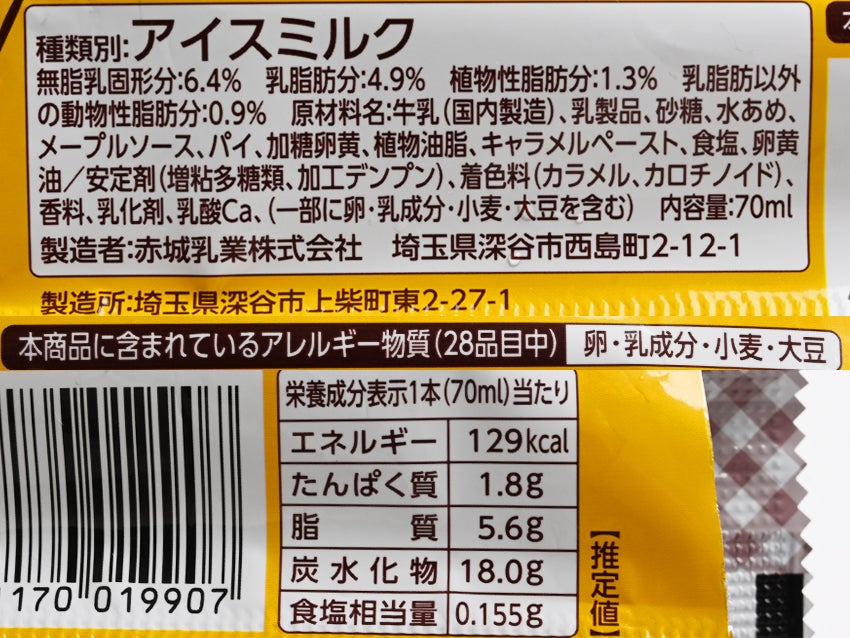 種類別:アイスミルク
無脂乳固形分:6.4% 乳脂肪分:4.9% 植物性脂肪分:1.3% 乳脂肪以外
の動物性脂肪分:0.9% 原材料名:牛乳(国内製造)、乳製品、砂糖、水あめ、
メープルソース、パイ、加糖卵黄、植物油脂、キャラメルペースト、食塩、卵黄
油/安定剤(増粘多糖類、加工デンプン)、着色料(カラメル、カロチノイド)、
香料、乳化剤、乳酸Ca、(一部に卵・乳成分・小麦・大豆を含む) 内容量:70ml
製造者:赤城乳業株式会社 埼玉県深谷市西島町2-12-1
製造所:埼玉県深谷市上柴町東2-27-1
本商品に含まれているアレルギー物質(28品目中) 卵・乳成分・小麦・大豆
栄養成分表示1本(70ml)当たり
エネルギー 129kcal
たんぱく質 1.8g
脂質 5.6g
炭水化物 18.0g
食塩相当量 0.155g
【推定値】
170 019907